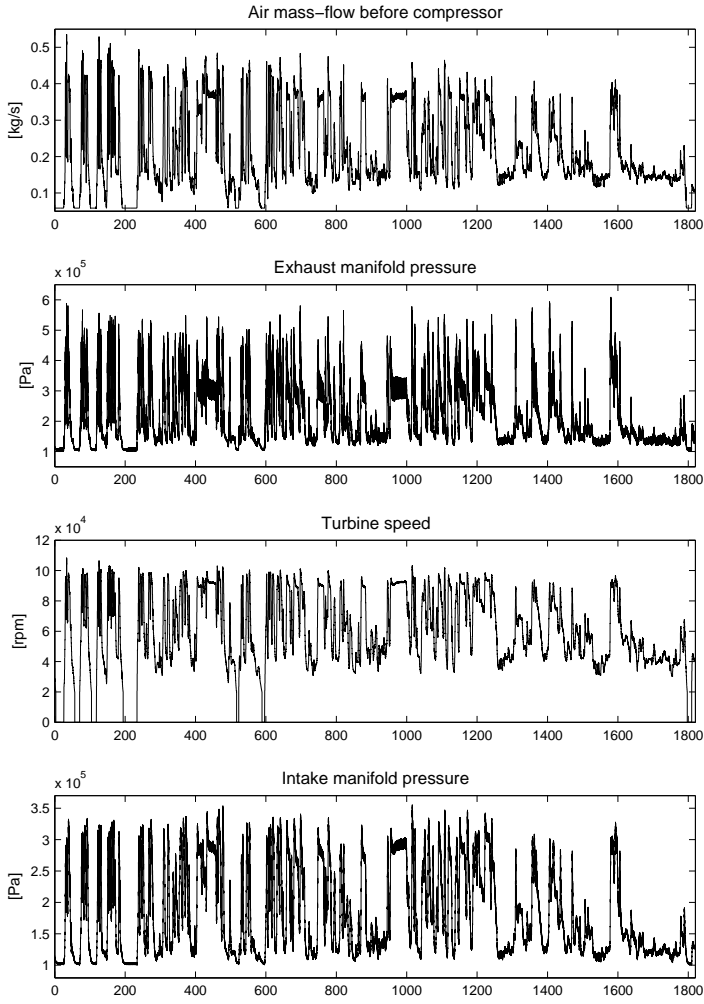 Air mass−flow before compressor
0.5
0.4
0.3
0.2
0.1
[kg/s]
0 200 400 600 800 1000 1200 1400 1600 1800
x 10^5
Exhaust manifold pressure
6
5
4
3
2
1
[Pa]
0 200 400 600 800 1000 1200 1400 1600 1800
x 10^4
Turbine speed
12
10
8
6
4
2
0
[rpm]
0 200 400 600 800 1000 1200 1400 1600 1800
x 10^5
Intake manifold pressure
3.5
3
2.5
2
1.5
1
[Pa]
0 200 400 600 800 1000 1200 1400 1600 1800